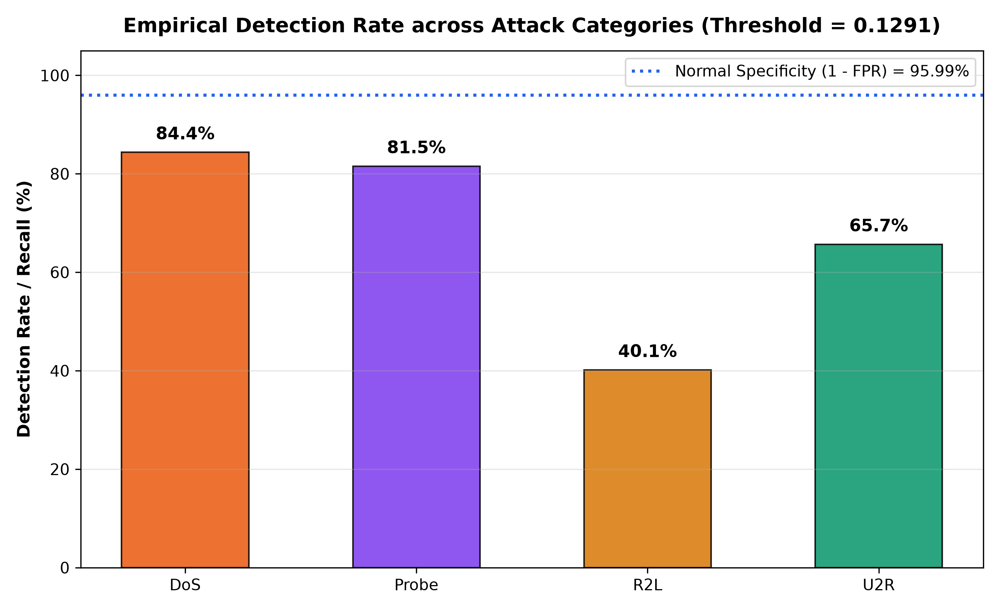 Empirical Detection Rate across Attack Categories (Threshold = 0.1291)
Normal Specificity (1 - FPR) = 95.99%
Detection Rate / Recall (%)
100
80
60
40
20
0
84.4%
81.5%
40.1%
65.7%
DoS
Probe
R2L
U2R